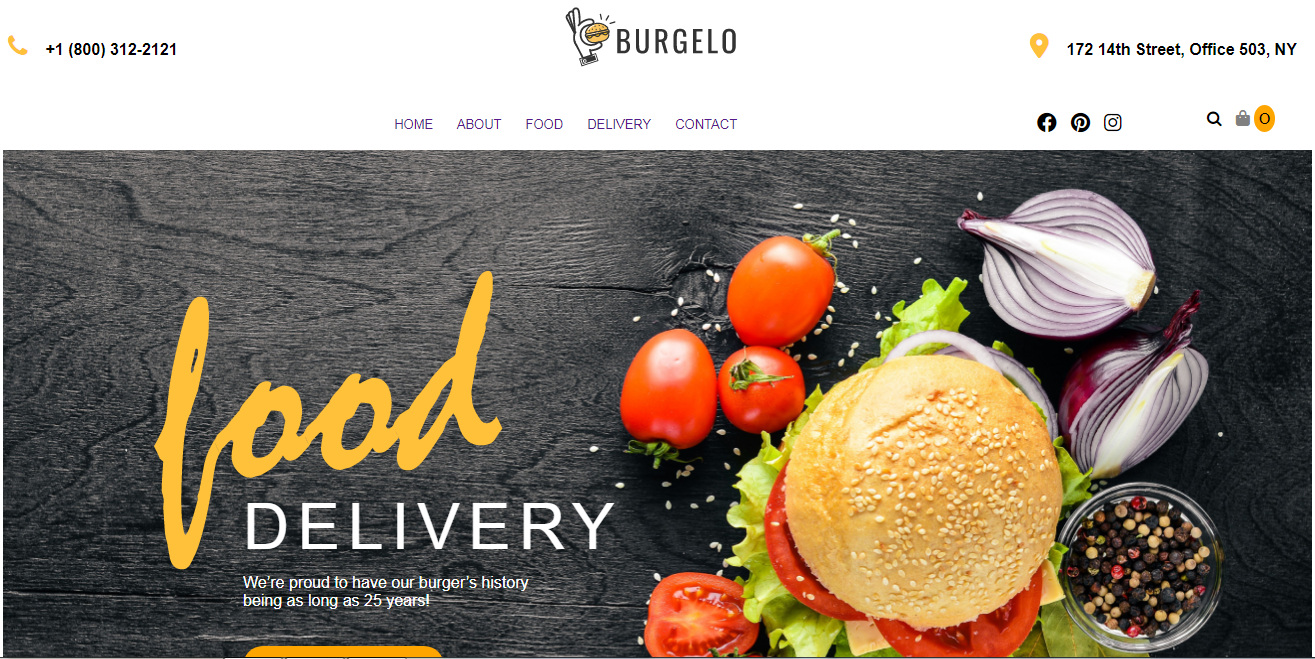 +1 (800) 312-2121
BURGELO
172 14th Street, Office 503, NY
HOME ABOUT FOOD DELIVERY CONTACT
0
food
DELIVERY
We’re proud to have our burger’s history
being as long as 25 years!